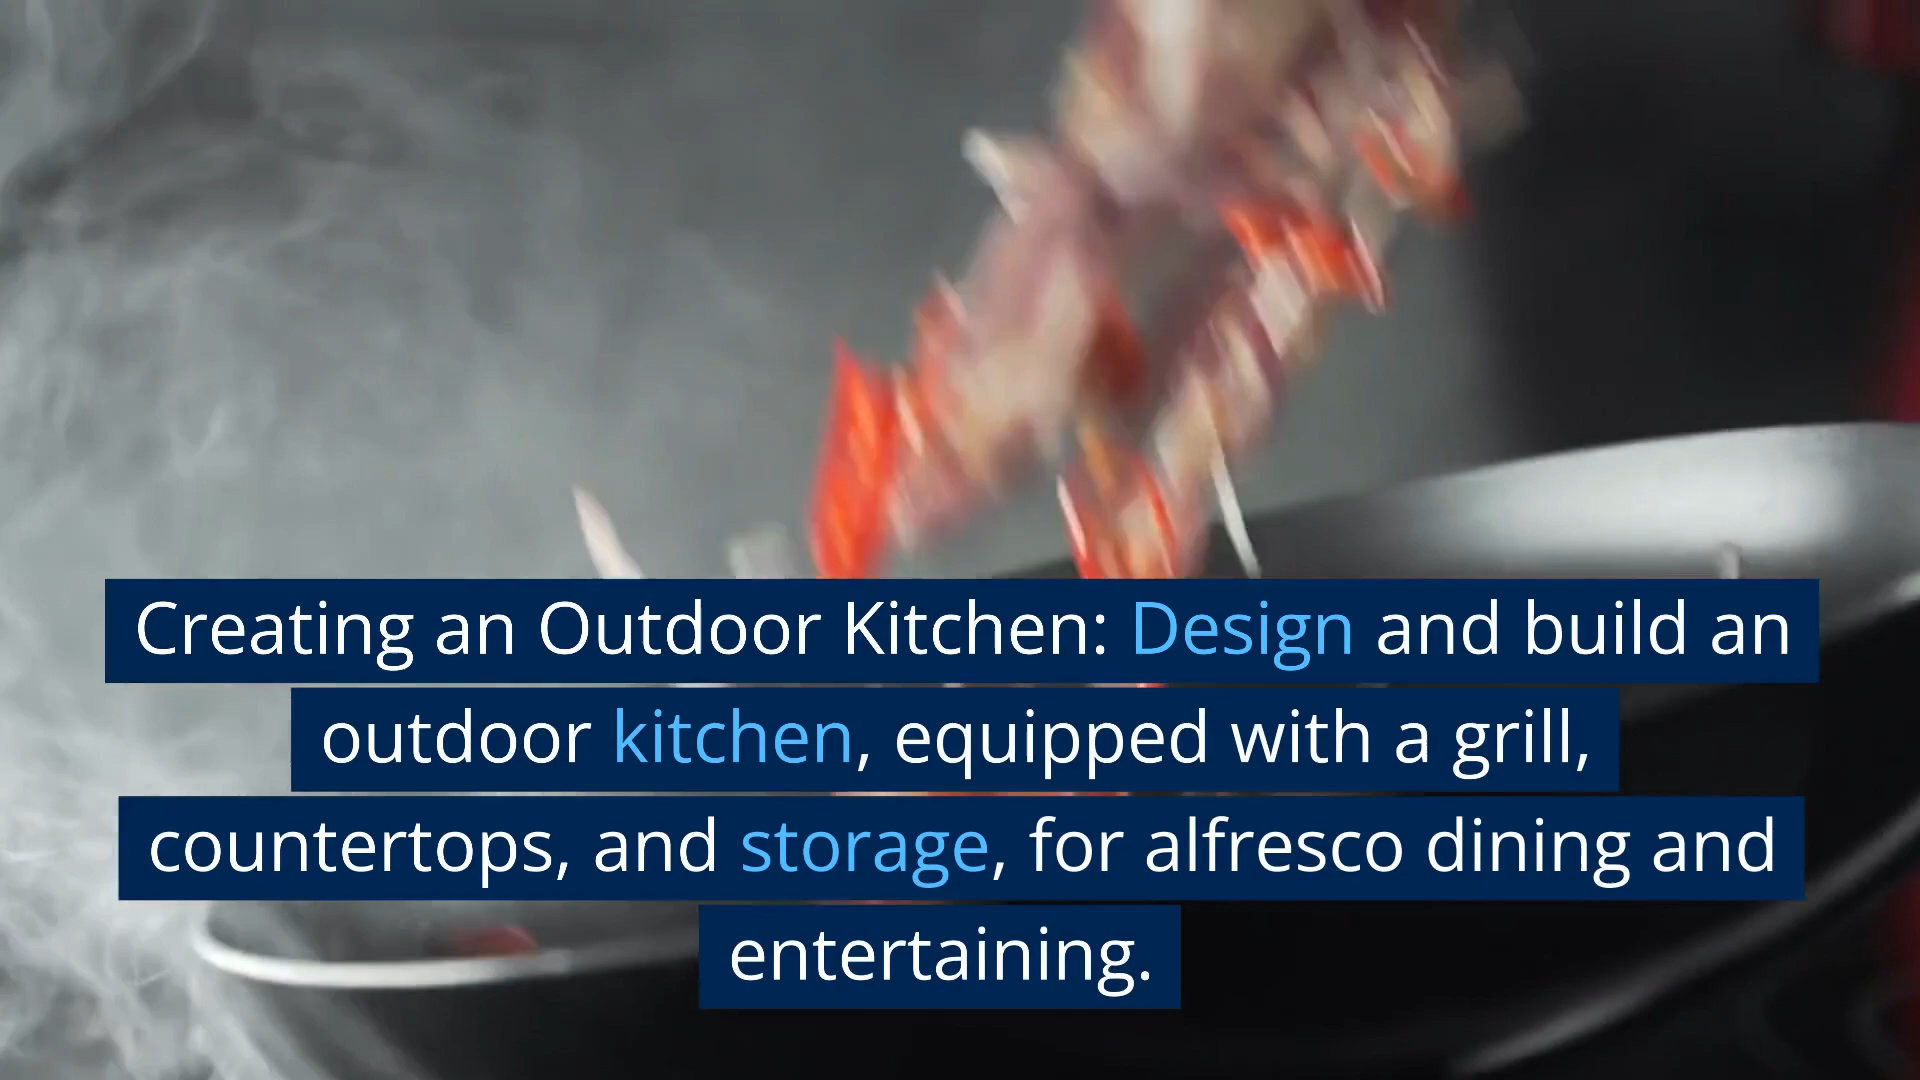 Creating an Outdoor Kitchen: Design and build an
outdoor kitchen, equipped with a grill,
countertops, and storage, for alfresco dining and
entertaining.